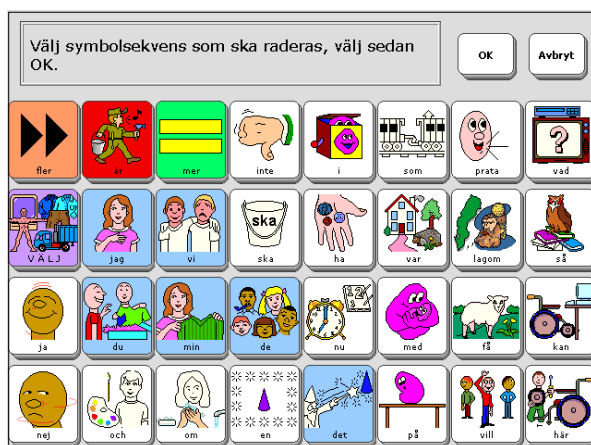 Välj symbolsekvens som ska raderas, välj sedan
OK.
OK
Avbryt
fler
är
mer
inte
i
som
prata
vad
VÄLJ
jag
vi
ska
ska
ha
var
lagom
så
ja
du
min
de
nu
med
få
kan
nej
och
om
en
det
på
vill
här